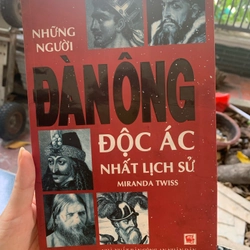 NHỮNG
NGƯỜI
ĐÀN ÔNG
ĐỘC ÁC
NHẤT LỊCH SỬ
MIRANDA TWISS